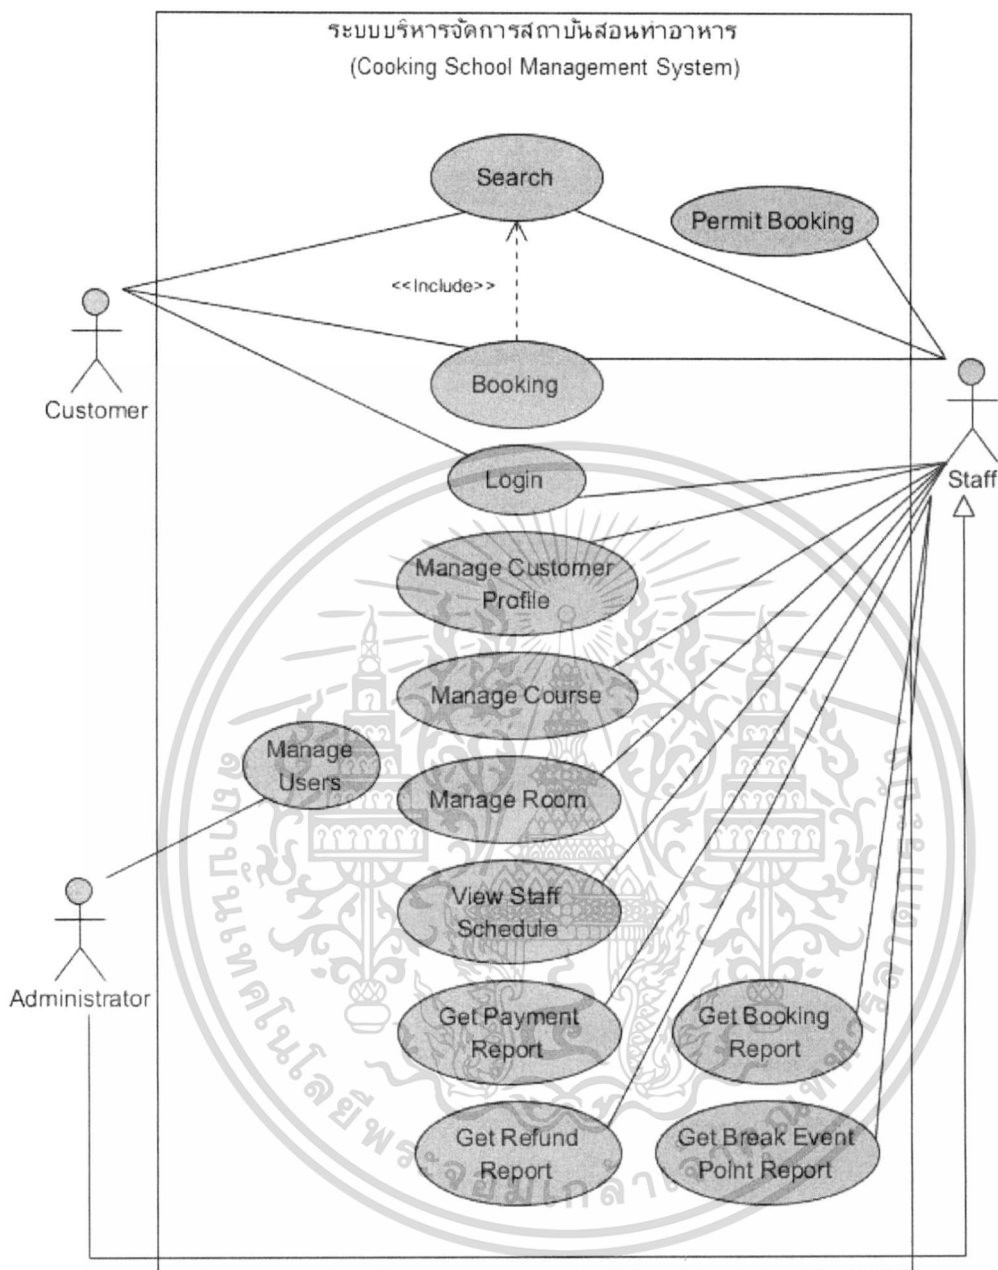 ระบบบริหารจัดการสถาบันสอนทำอาหาร
(Cooking School Management System)
Search
Permit Booking
<<Include>>
Booking
Customer
Login
Staff
Manage Customer
Profile
Manage Course
Manage
Users
Manage Room
View Staff
Schedule
Administrator
Get Payment
Report
Get Booking
Report
Get Refund
Report
Get Break Event
Point Report